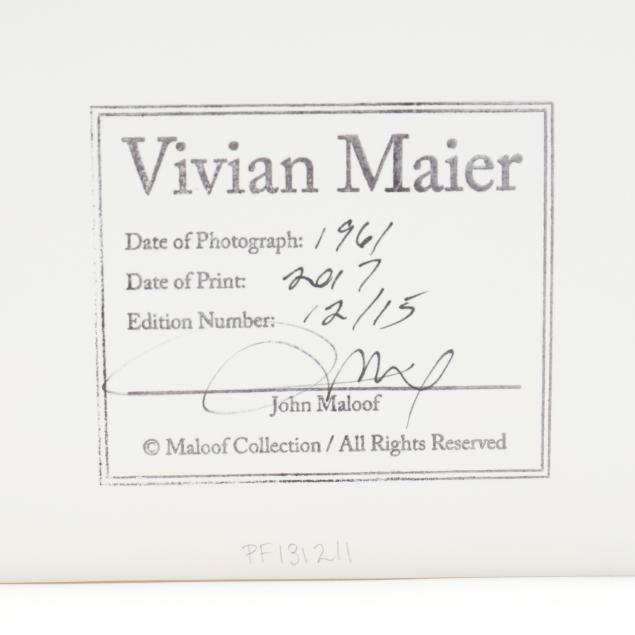 Vivian Maier
Date of Photograph: 1961
Date of Print: 2017
Edition Number: 12/15
John Maloof
© Maloof Collection / All Rights Reserved
PF131211